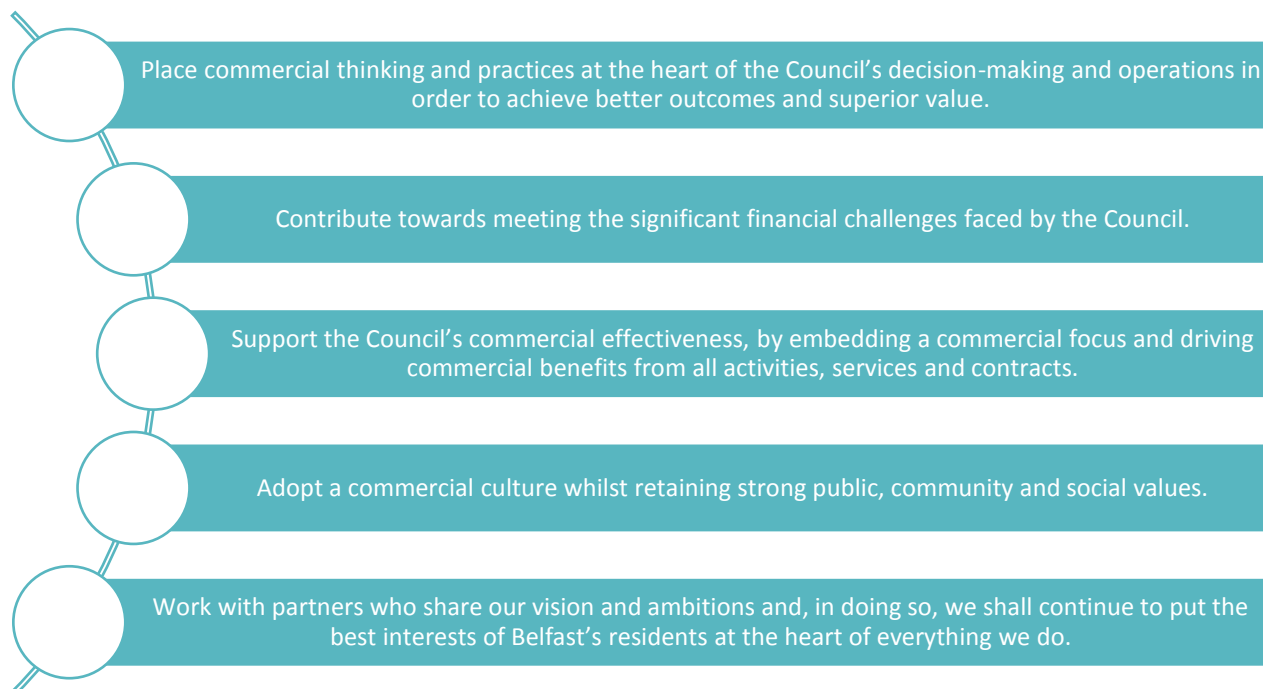 Place commercial thinking and practices at the heart of the Council’s decision-making and operations in
order to achieve better outcomes and superior value.
Contribute towards meeting the significant financial challenges faced by the Council.
Support the Council’s commercial effectiveness, by embedding a commercial focus and driving
commercial benefits from all activities, services and contracts.
Adopt a commercial culture whilst retaining strong public, community and social values.
Work with partners who share our vision and ambitions and, in doing so, we shall continue to put the
best interests of Belfast’s residents at the heart of everything we do.